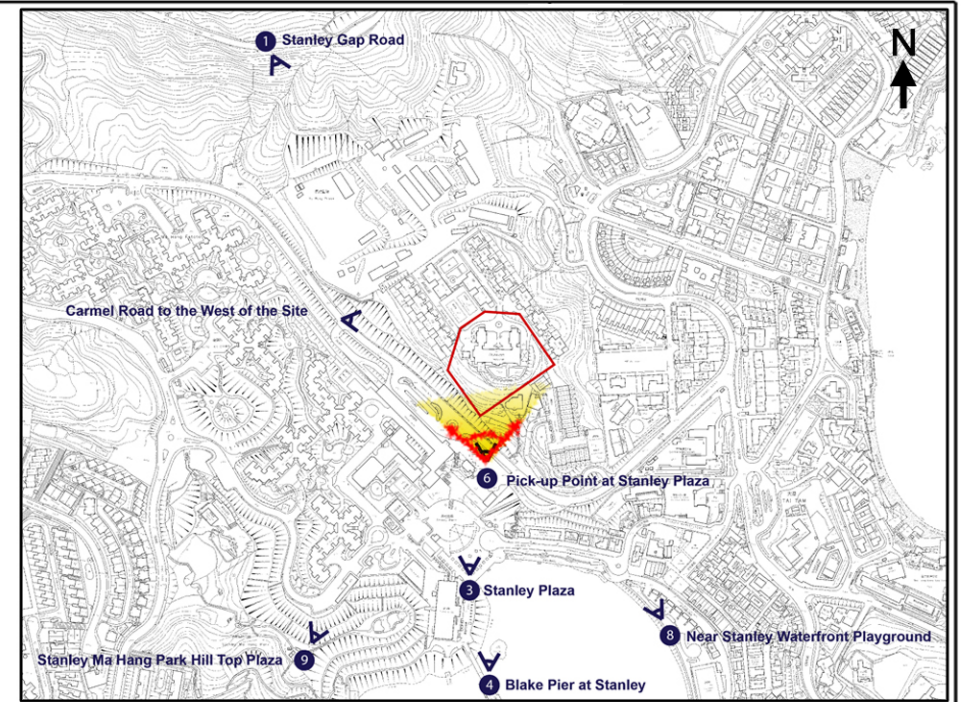 1 Stanley Gap Road
N
Carmel Road to the West of the Site
6 Pick-up Point at Stanley Plaza
3 Stanley Plaza
8 Near Stanley Waterfront Playground
Stanley Ma Hang Park Hill Top Plaza 9
4 Blake Pier at Stanley